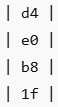 | d4 |
| e0 |
| b8 |
| 1f |